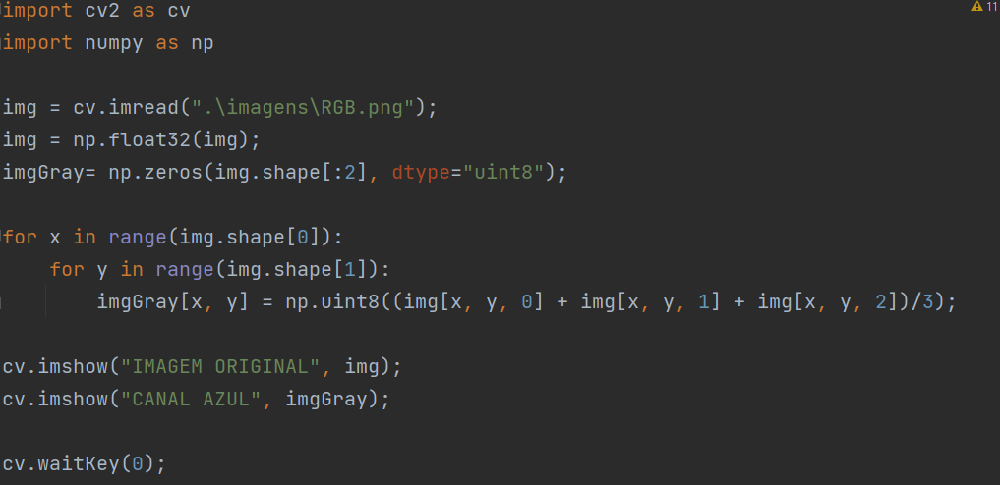 import cv2 as cv
import numpy as np
img = cv.imread(".\imagens\RGB.png");
img = np.float32(img);
imgGray= np.zeros(img.shape[:2], dtype="uint8");
for x in range(img.shape[0]):
    for y in range(img.shape[1]):
        imgGray[x, y] = np.uint8((img[x, y, 0] + img[x, y, 1] + img[x, y, 2])/3);
cv.imshow("IMAGEM ORIGINAL", img);
cv.imshow("CANAL AZUL", imgGray);
cv.waitKey(0);
11